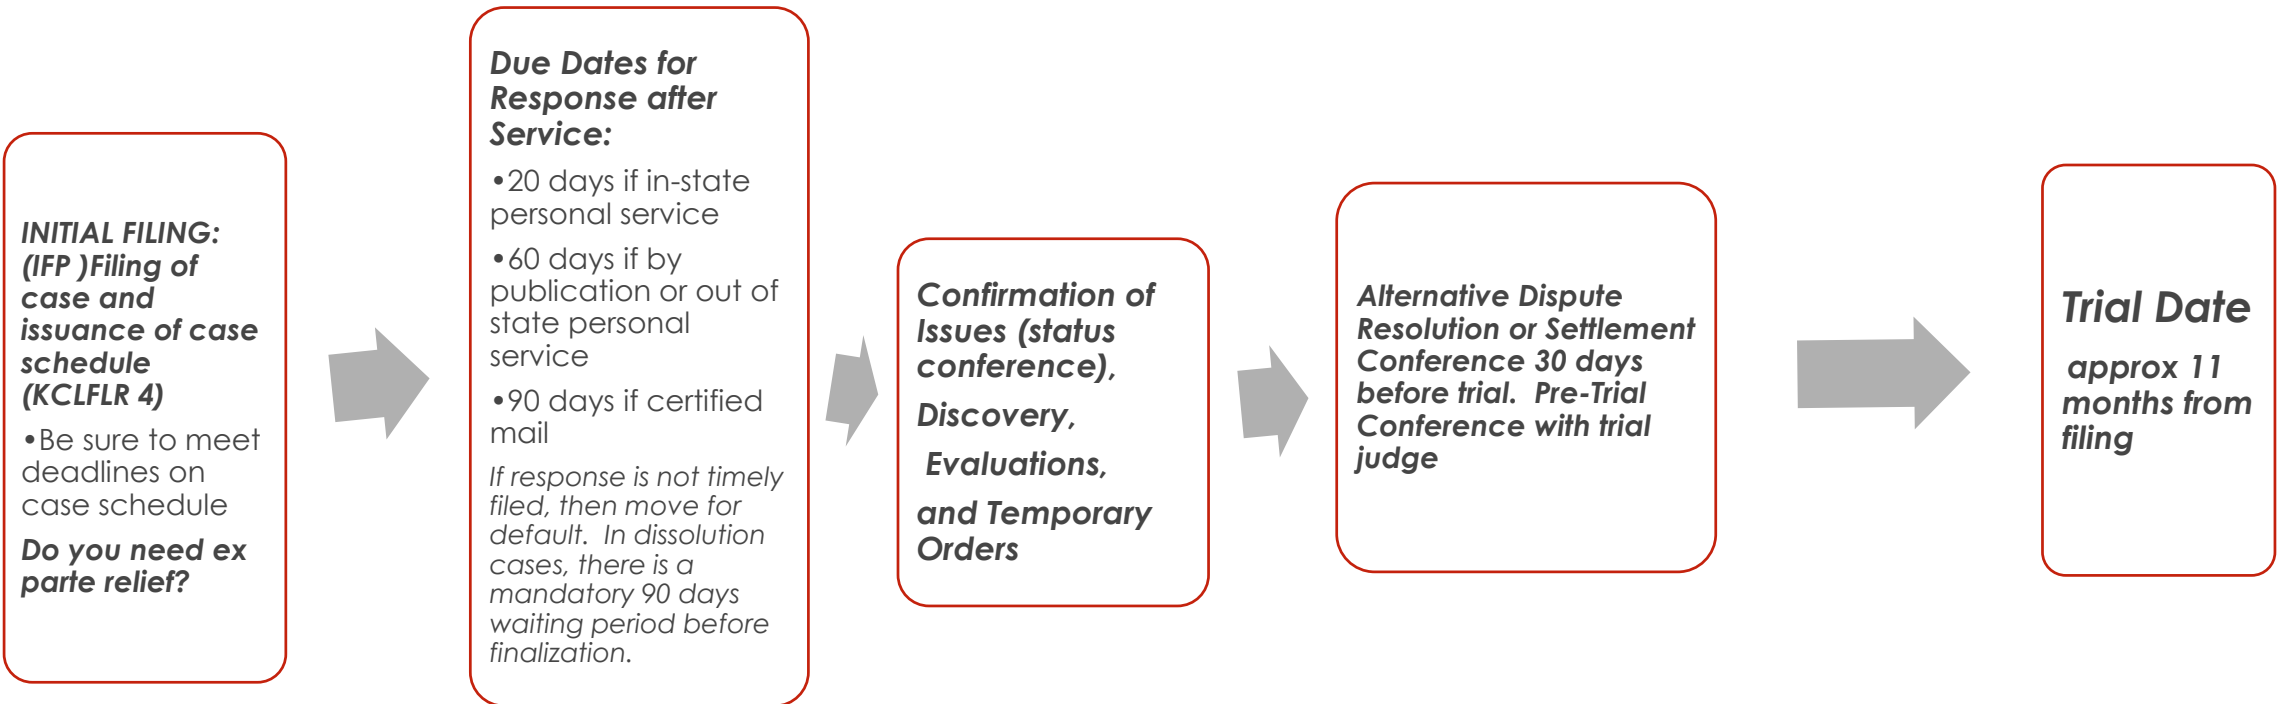 INITIAL FILING:
(IFP )Filing of
case and
issuance of case
schedule
(KCLFLR 4)
•Be sure to meet
deadlines on
case schedule
Do you need ex
parte relief?
Due Dates for
Response after
Service:
•20 days if in-state
personal service
•60 days if by
publication or out of
state personal
service
•90 days if certified
mail
If response is not timely
filed, then move for
default.  In dissolution
cases, there is a
mandatory 90 days
waiting period before
finalization.
Confirmation of
Issues (status
conference),
Discovery,
Evaluations,
and Temporary
Orders
Alternative Dispute
Resolution or Settlement
Conference 30 days
before trial.  Pre-Trial
Conference with trial
judge
Trial Date
approx 11
months from
filing